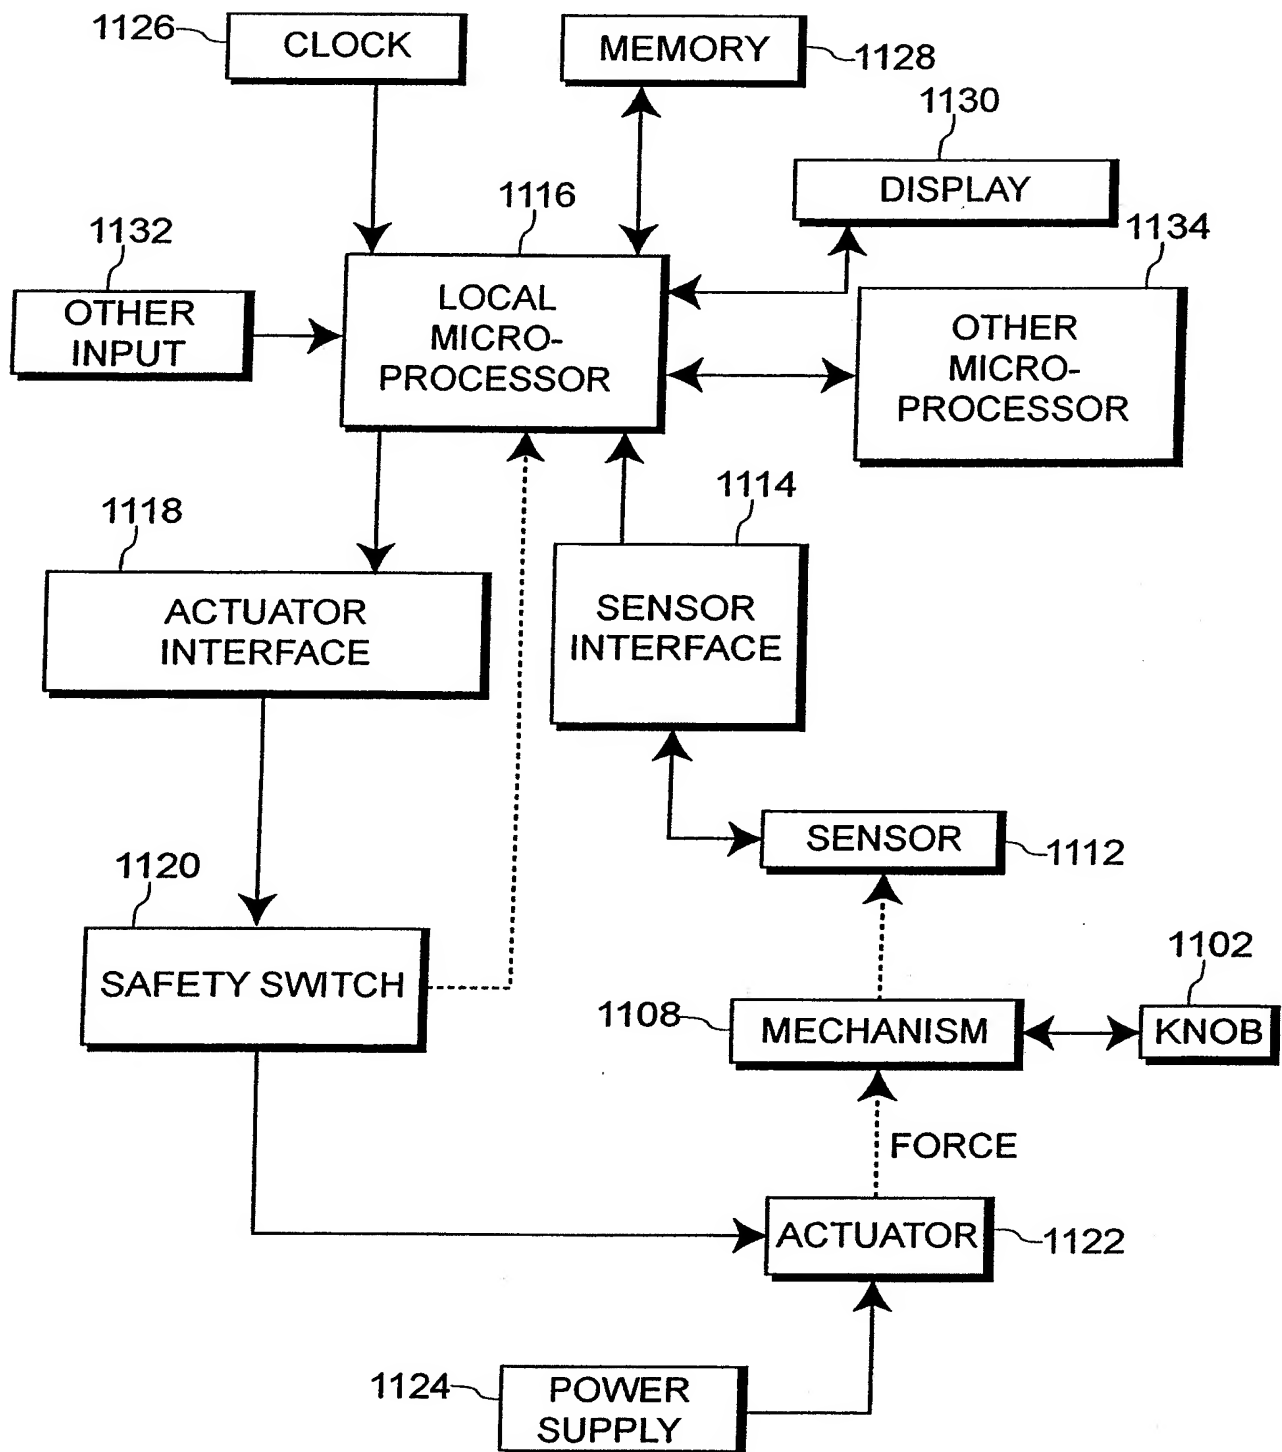 1126
CLOCK
MEMORY
1128
1130
DISPLAY
1116
1132
1134
OTHER
INPUT
LOCAL
MICRO-
PROCESSOR
OTHER
MICRO-
PROCESSOR
1118
1114
ACTUATOR
INTERFACE
SENSOR
INTERFACE
SENSOR
1112
1120
SAFETY SWITCH
1102
1108
MECHANISM
KNOB
FORCE
ACTUATOR
1122
1124
POWER
SUPPLY